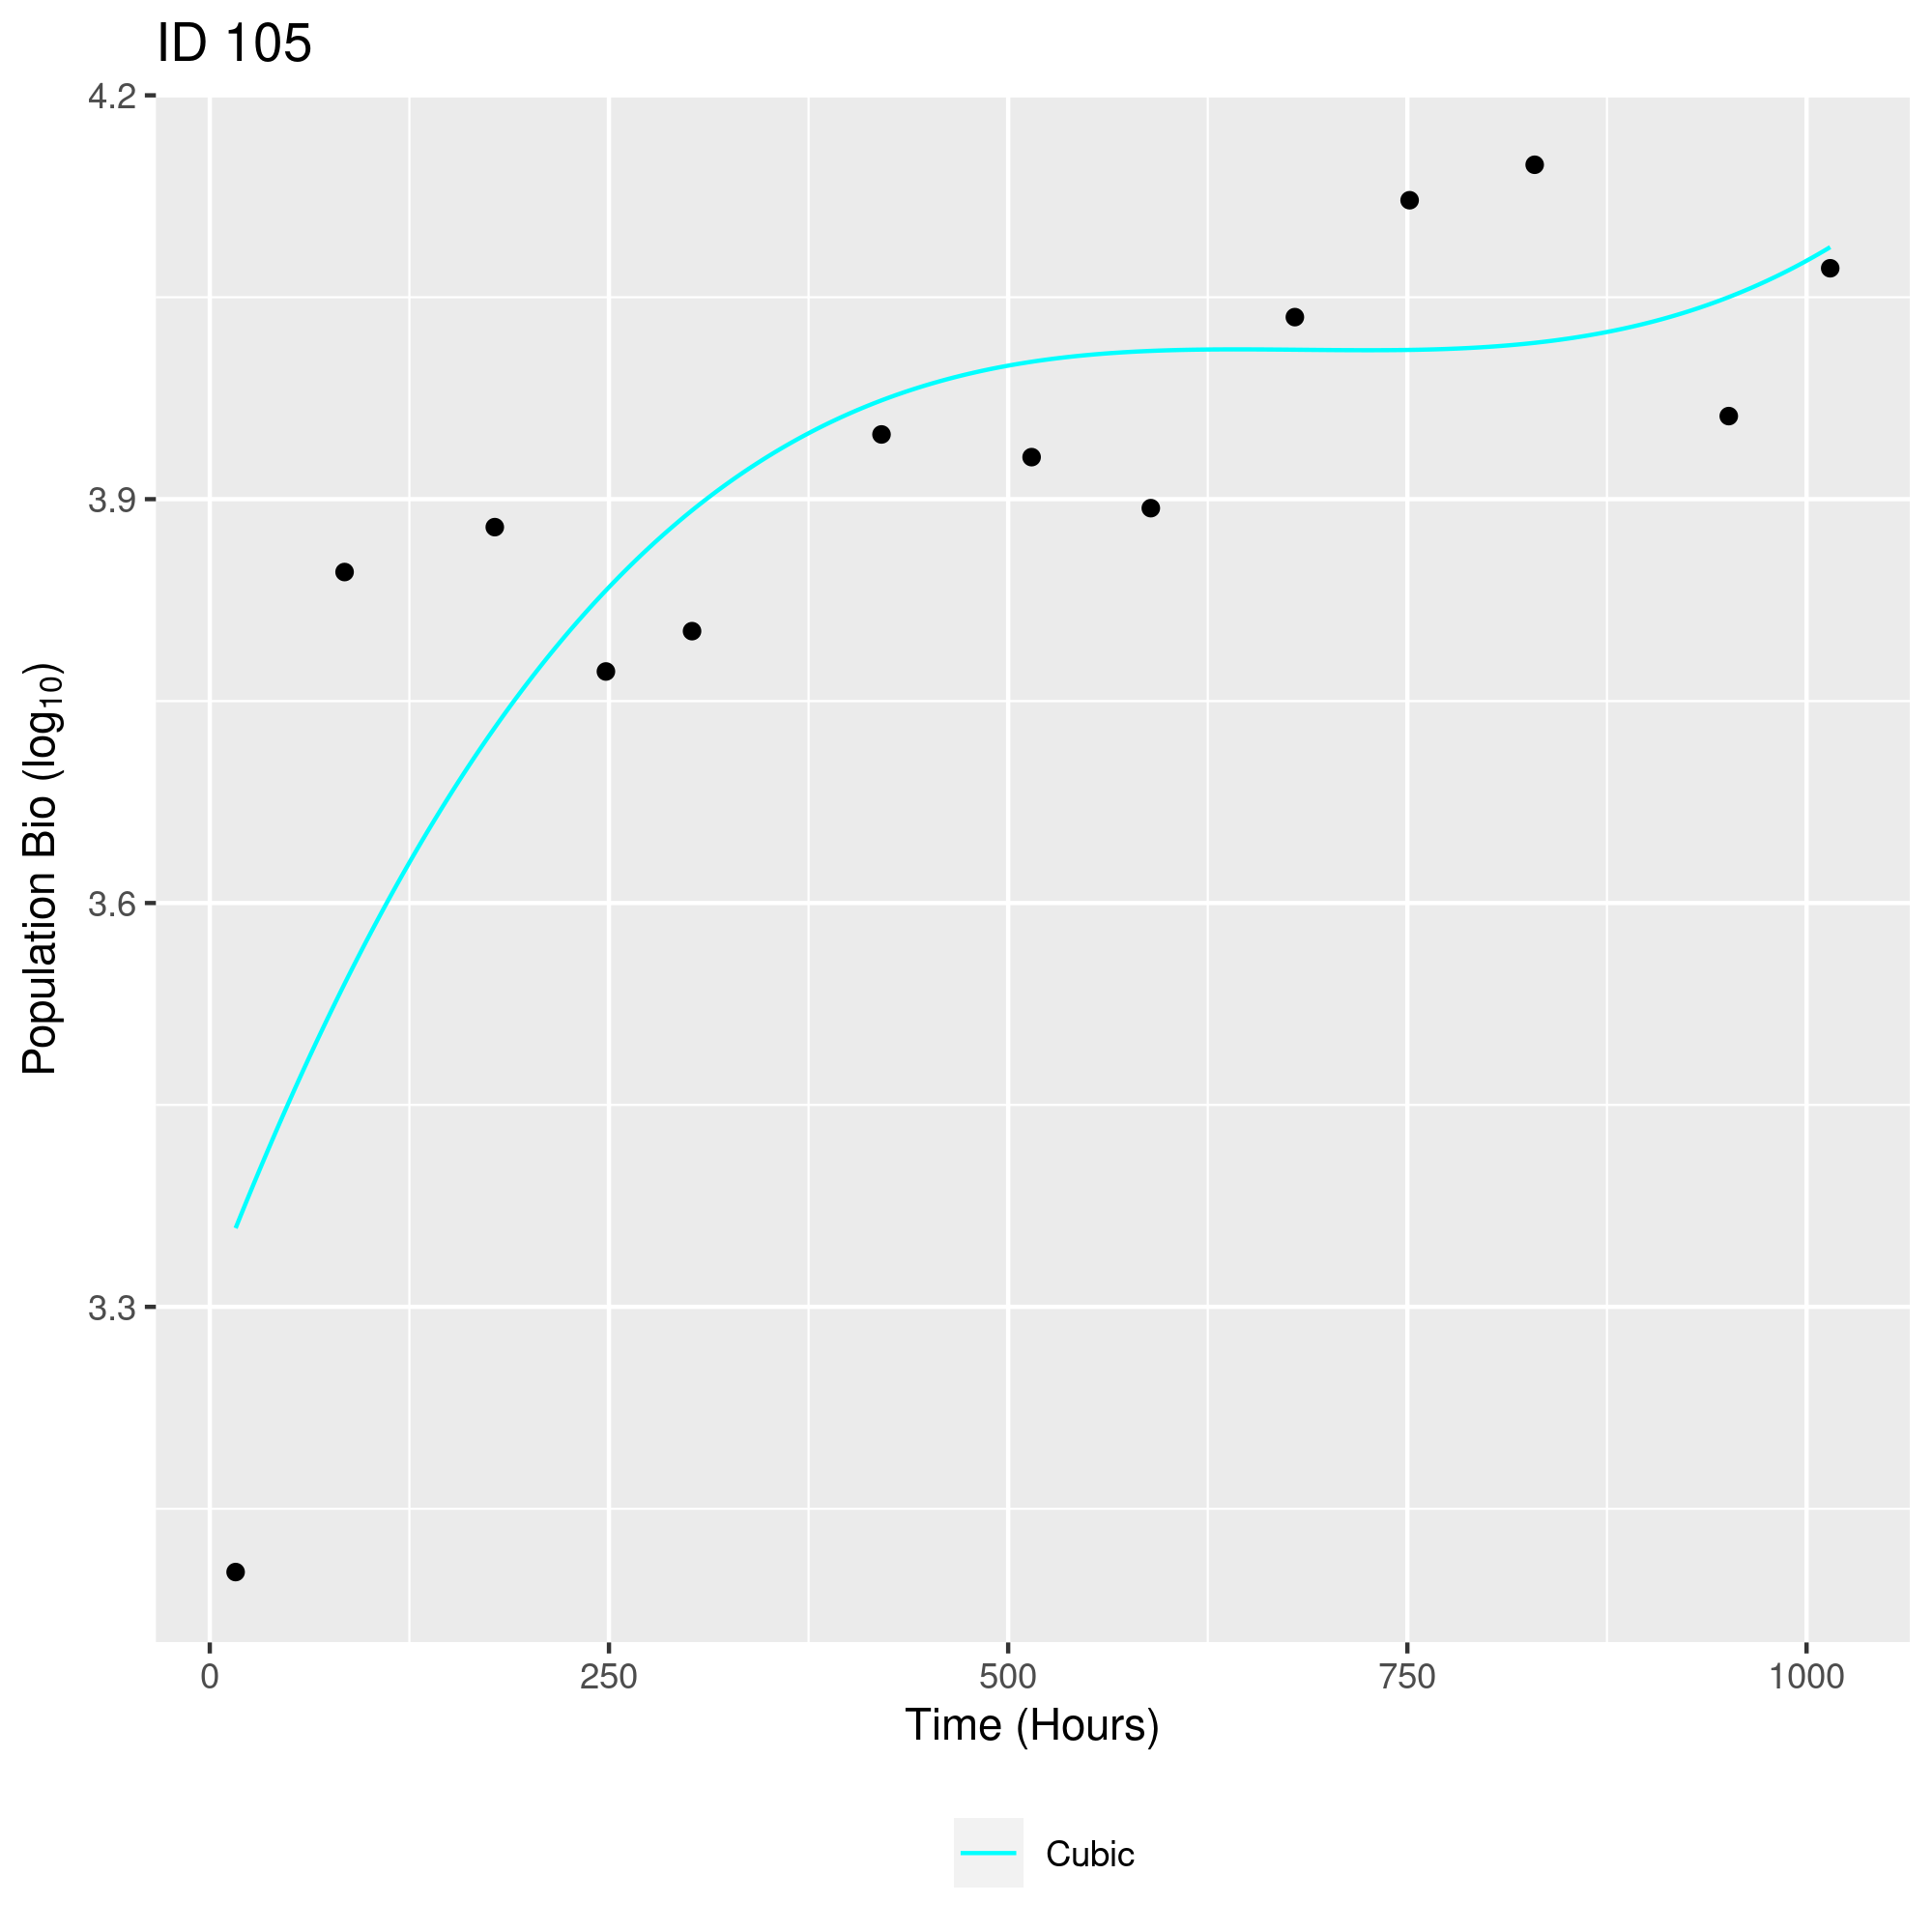 ID 105
4.2
3.9
3.6
3.3
Population Bio (log₁₀)
0 250 500 750 1000
Time (Hours)
Cubic